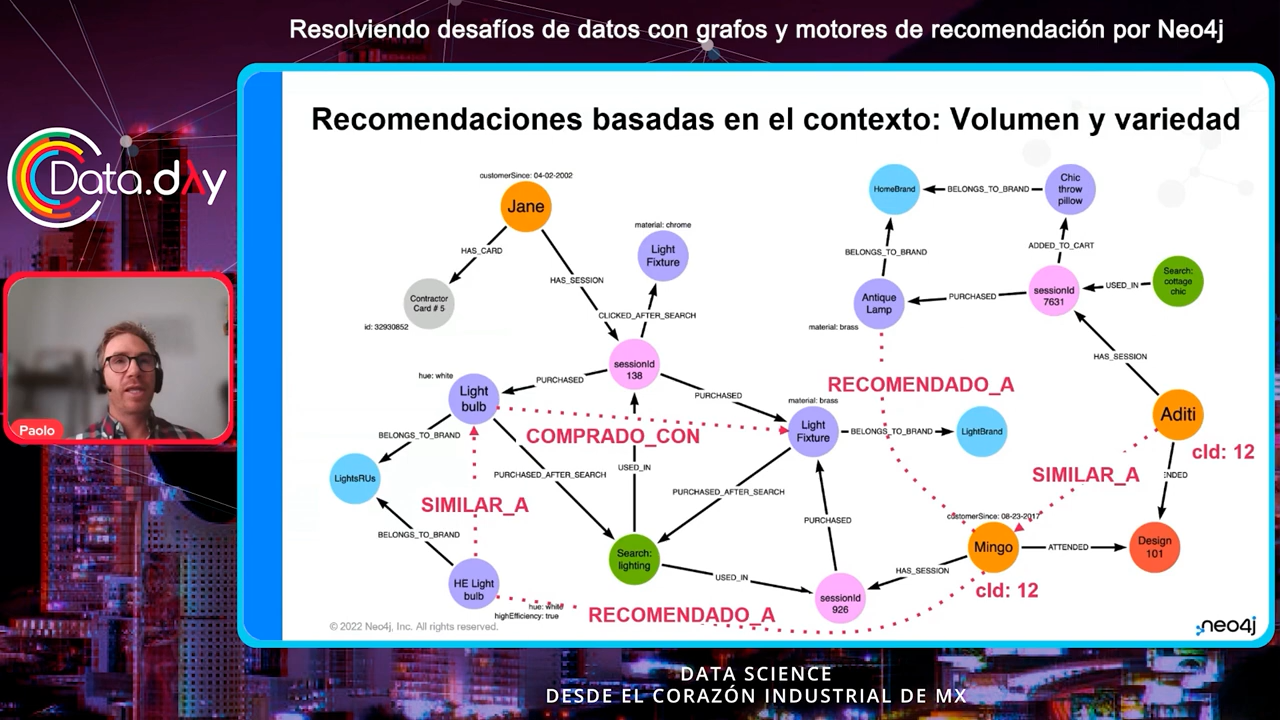 Resolviendo desafíos de datos con grafos y motores de recomendación por Neo4j
Data.dΛy
Paolo
Recomendaciones basadas en el contexto: Volumen y variedad
customerSince: 04-02-2002
Jane
HAS_CARD
Contractor
Card # 5
id: 32930852
HAS_SESSION
material: chrome
Light
Fixture
CLICKED_AFTER_SEARCH
sessionId
138
PURCHASED
PURCHASED
hue: white
Light
bulb
BELONGS_TO_BRAND
LightsRUs
COMPRADO_CON
PURCHASED_AFTER_SEARCH
USED_IN
SIMILAR_A
BELONGS_TO_BRAND
HE Light
bulb
hue: white
highEfficiency: true
Search:
lighting
PURCHASED_AFTER_SEARCH
USED_IN
RECOMENDADO_A
material: brass
Light
Fixture
BELONGS_TO_BRAND
LightBrand
PURCHASED
sessionId
926
HAS_SESSION
HomeBrand
BELONGS_TO_BRAND
Chic
throw
pillow
BELONGS_TO_BRAND
ADDED_TO_CART
Antique
Lamp
material: brass
PURCHASED
sessionId
7631
USED_IN
Search:
cottage
chic
HAS_SESSION
RECOMENDADO_A
Aditi
cId: 12
SIMILAR_A
ENDED
customerSince: 08-23-2017
Mingo
cId: 12
ATTENDED
Design
101
© 2022 Neo4j, Inc. All rights reserved.
neo4j
DATA SCIENCE
DESDE EL CORAZÓN INDUSTRIAL DE MX